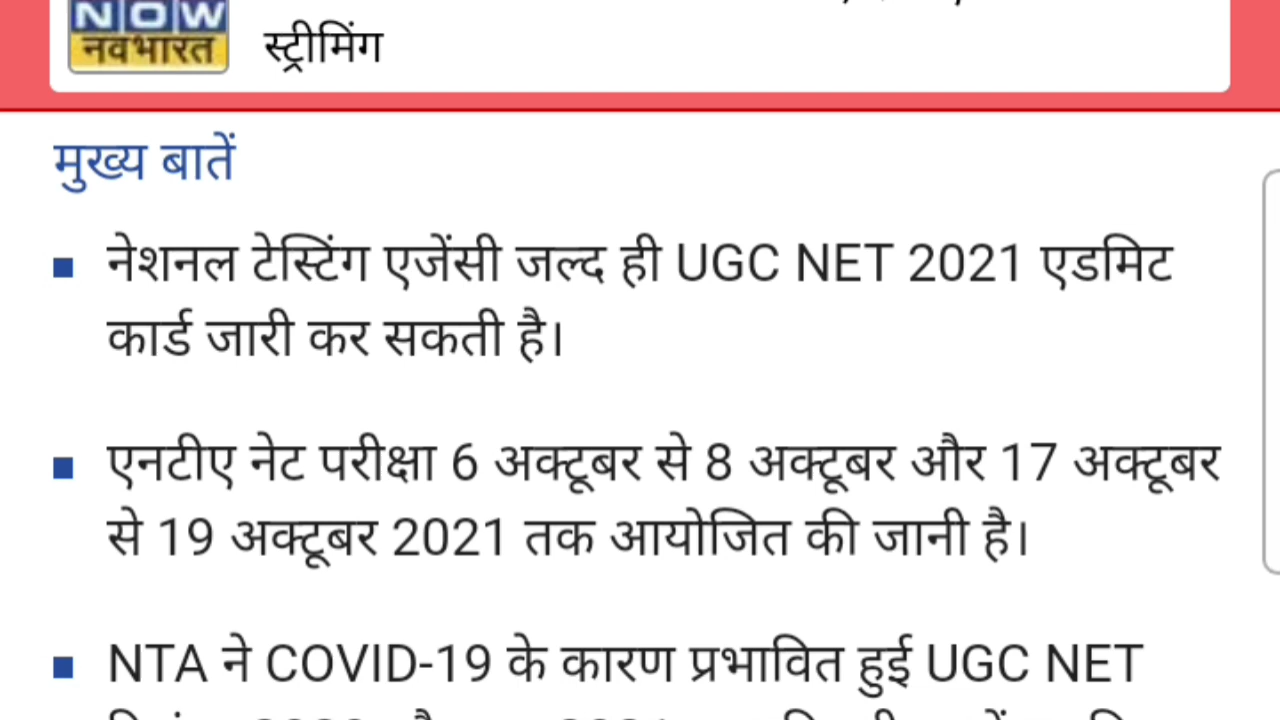 NOW
नवभारत
स्ट्रीमिंग
मुख्य बातें
नेशनल टेस्टिंग एजेंसी जल्द ही UGC NET 2021 एडमिट
कार्ड जारी कर सकती है।
एनटीए नेट परीक्षा 6 अक्टूबर से 8 अक्टूबर और 17 अक्टूबर
से 19 अक्टूबर 2021 तक आयोजित की जानी है।
NTA ने COVID-19 के कारण प्रभावित हुई UGC NET